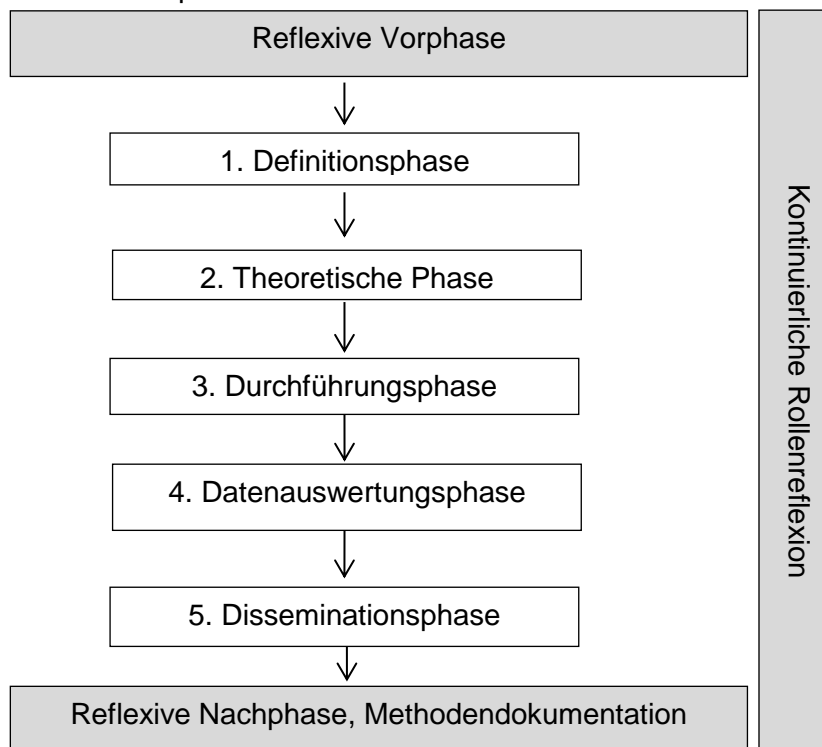 Reflexive Vorphase
1. Definitionsphase
2. Theoretische Phase
3. Durchführungsphase
4. Datenauswertungsphase
5. Disseminationsphase
Reflexive Nachphase, Methodendokumentation
Kontinuierliche Rollenreflexion